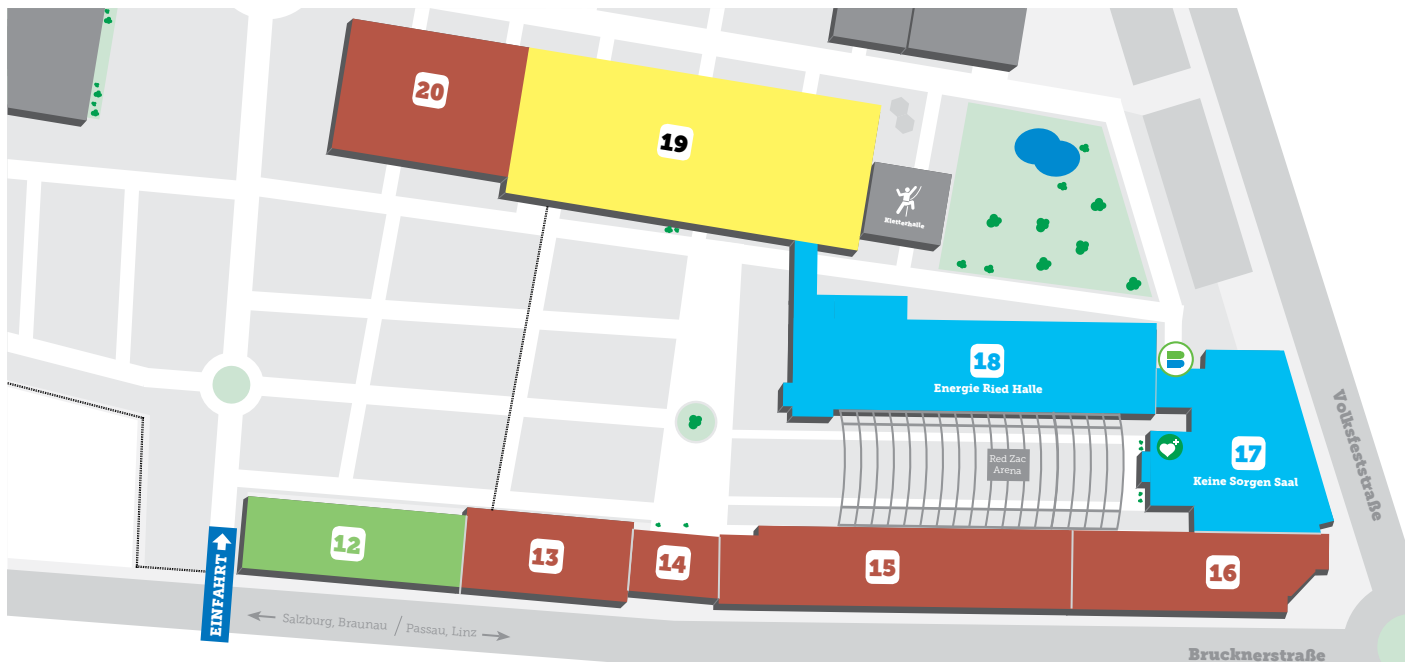 20
19
Kletterhalle
18
Energie Ried Halle
17
Keine Sorgen Saal
Red Zac
Arena
Volksfeststraße
12
13
14
15
16
EINFAHRT
Salzburg, Braunau / Passau, Linz
Brucknerstraße